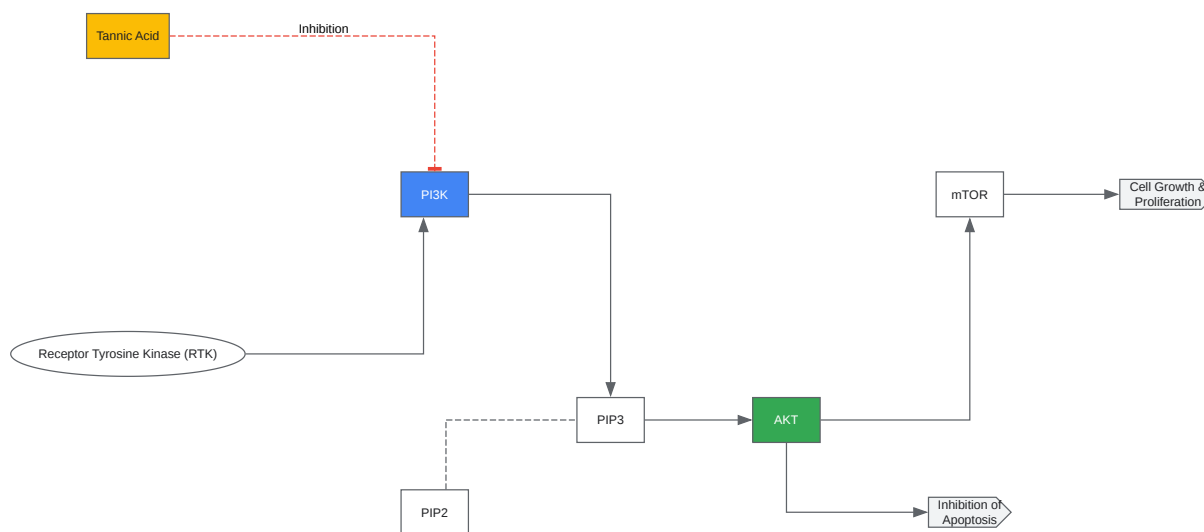 Inhibition
Tannic Acid
PI3K
mTOR
Cell Growth &
Proliferation
Receptor Tyrosine Kinase (RTK)
PIP3
AKT
PIP2
Inhibition of
Apoptosis